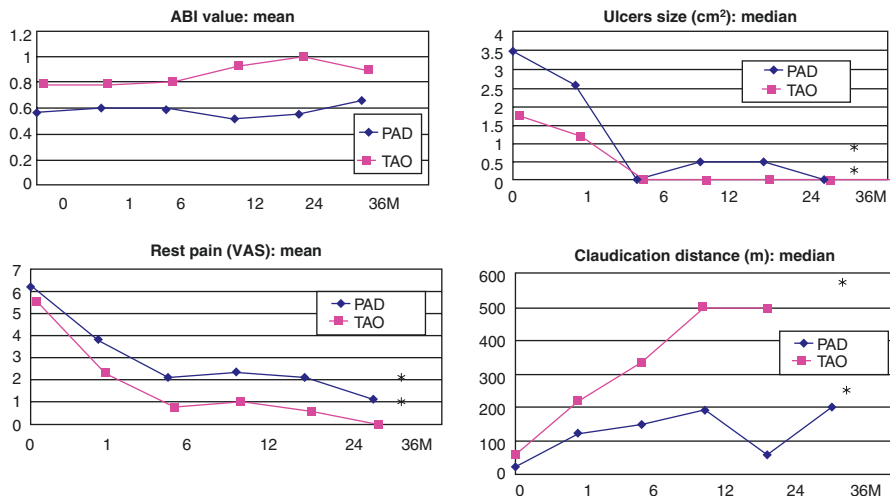 ABI value: mean
1.2
1
0.8
0.6
0.4
0.2
0
PAD
TAO
0 1 6 12 24 36M
Ulcers size (cm²): median
4
3.5
3
2.5
2
1.5
1
0.5
0
PAD
TAO
*
*
0 1 6 12 24 36M
Rest pain (VAS): mean
7
6
5
4
3
2
1
0
PAD
TAO
*
*
0 1 6 12 24 36M
Claudication distance (m): median
600
500
400
300
200
100
0
*
PAD
TAO
*
0 1 6 12 24 36M